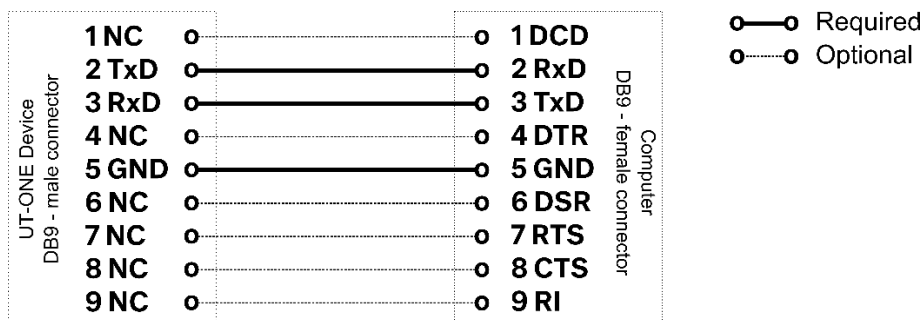 UT-ONE Device
DB9 - male connector
1 NC
2 TxD
3 RxD
4 NC
5 GND
6 NC
7 NC
8 NC
9 NC
1 DCD
2 RxD
3 TxD
4 DTR
5 GND
6 DSR
7 RTS
8 CTS
9 RI
Computer
DB9 - female connector
Required
Optional